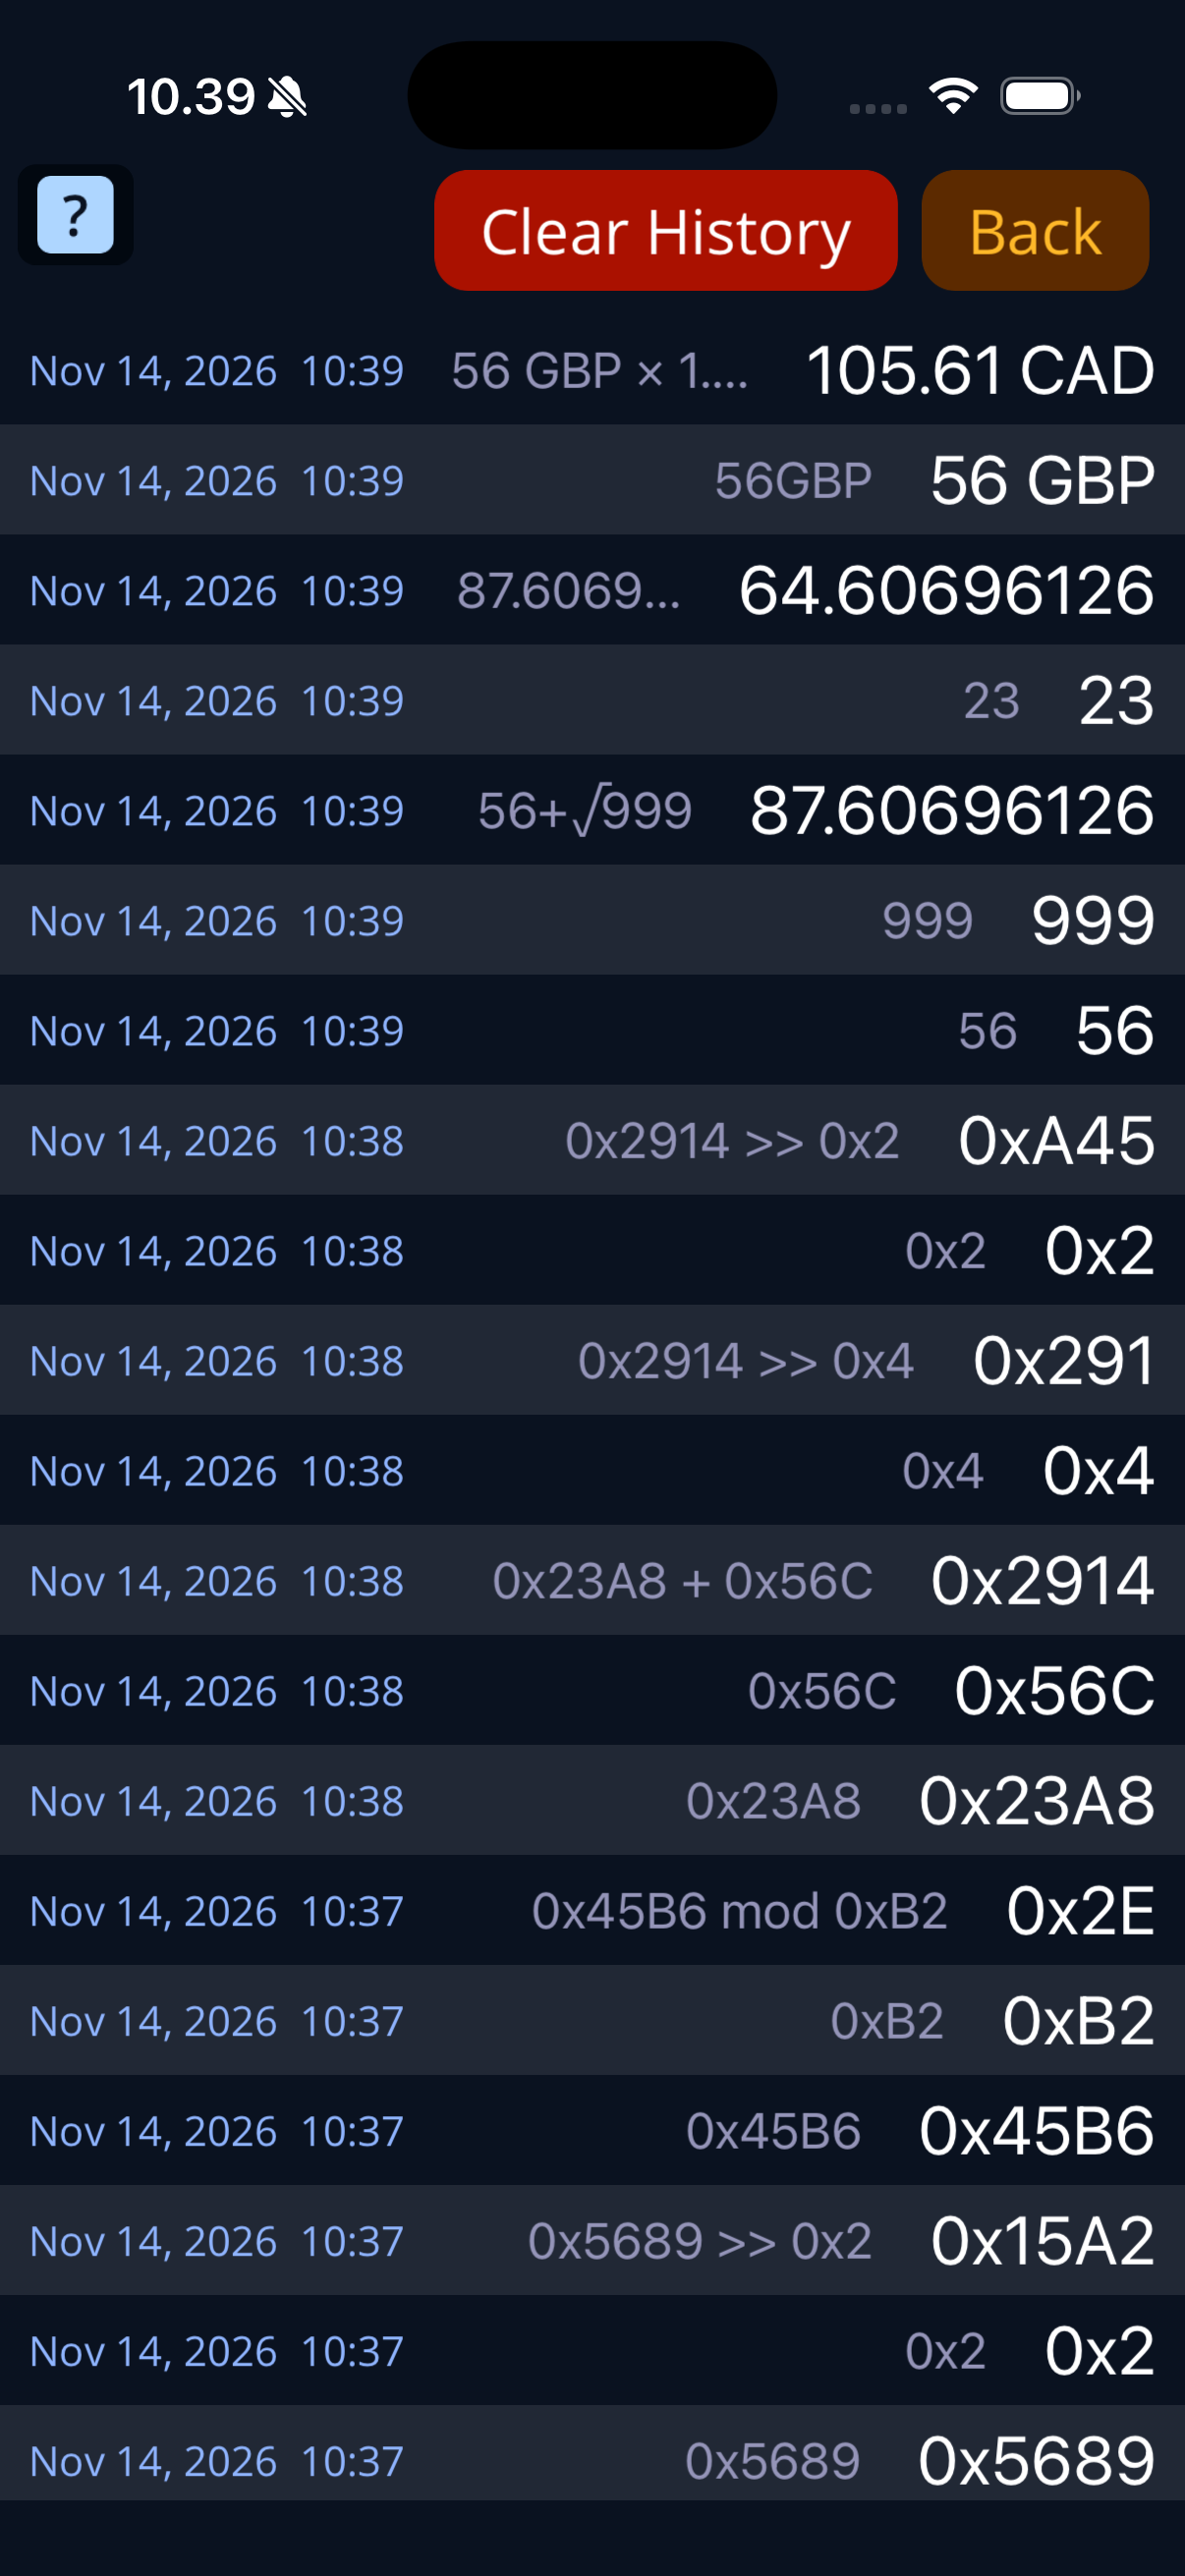 10.39
? Clear History Back
Nov 14, 2026 10:39 56 GBP × 1.... 105.61 CAD
Nov 14, 2026 10:39 56GBP 56 GBP
Nov 14, 2026 10:39 87.6069... 64.60696126
Nov 14, 2026 10:39 23 23
Nov 14, 2026 10:39 56+√999 87.60696126
Nov 14, 2026 10:39 999 999
Nov 14, 2026 10:39 56 56
Nov 14, 2026 10:38 0x2914 >> 0x2 0xA45
Nov 14, 2026 10:38 0x2 0x2
Nov 14, 2026 10:38 0x2914 >> 0x4 0x291
Nov 14, 2026 10:38 0x4 0x4
Nov 14, 2026 10:38 0x23A8 + 0x56C 0x2914
Nov 14, 2026 10:38 0x56C 0x56C
Nov 14, 2026 10:38 0x23A8 0x23A8
Nov 14, 2026 10:37 0x45B6 mod 0xB2 0x2E
Nov 14, 2026 10:37 0xB2 0xB2
Nov 14, 2026 10:37 0x45B6 0x45B6
Nov 14, 2026 10:37 0x5689 >> 0x2 0x15A2
Nov 14, 2026 10:37 0x2 0x2
Nov 14, 2026 10:37 0x5689 0x5689